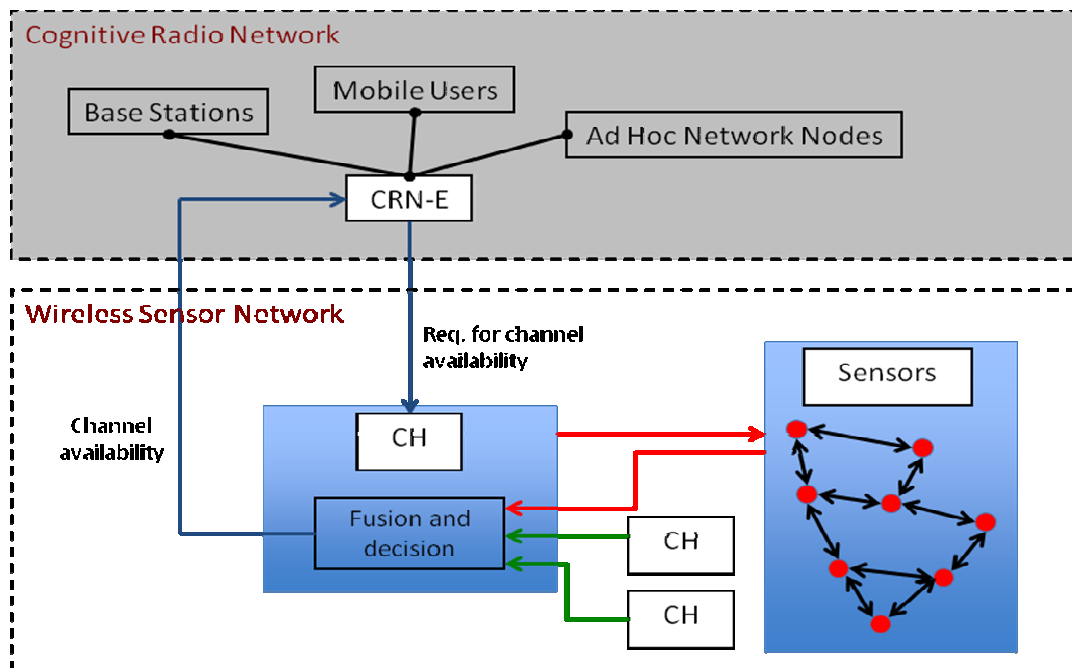 Cognitive Radio Network
Mobile Users
Base Stations
Ad Hoc Network Nodes
CRN-E
Wireless Sensor Network
Req. for channel
availability
Sensors
Channel
availability
CH
Fusion and
decision
CH
CH